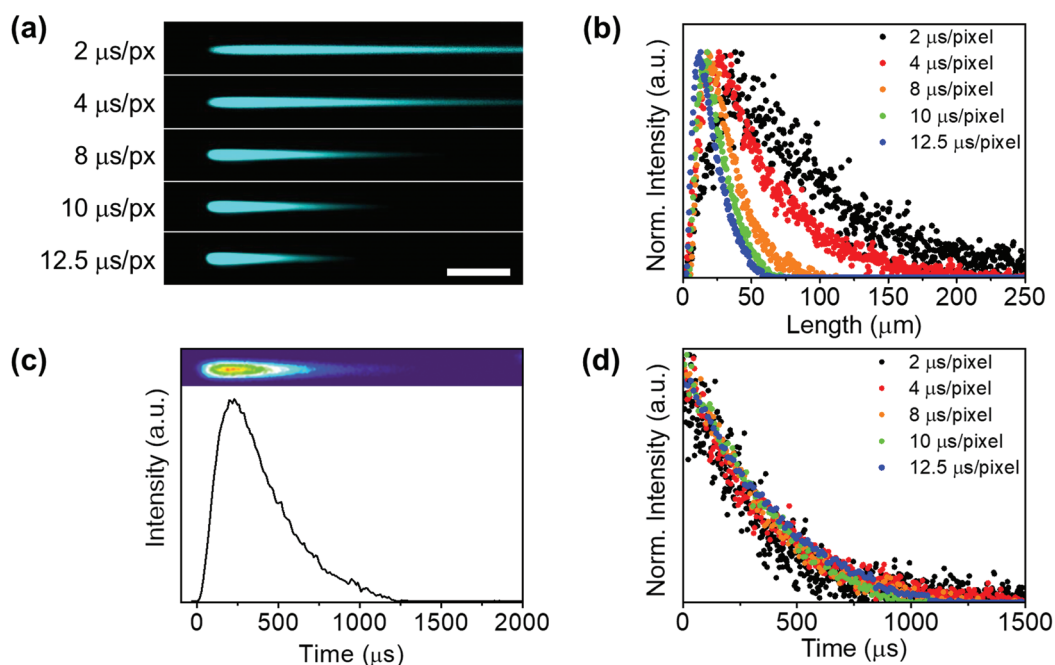 (a)
2 μs/px
4 μs/px
8 μs/px
10 μs/px
12.5 μs/px
(b)
Norm. Intensity (a.u.)
2 μs/pixel
4 μs/pixel
8 μs/pixel
10 μs/pixel
12.5 μs/pixel
0 50 100 150 200 250
Length (μm)
(c)
Intensity (a.u.)
0 500 1000 1500 2000
Time (μs)
(d)
Norm. Intensity (a.u.)
2 μs/pixel
4 μs/pixel
8 μs/pixel
10 μs/pixel
12.5 μs/pixel
0 500 1000 1500
Time (μs)